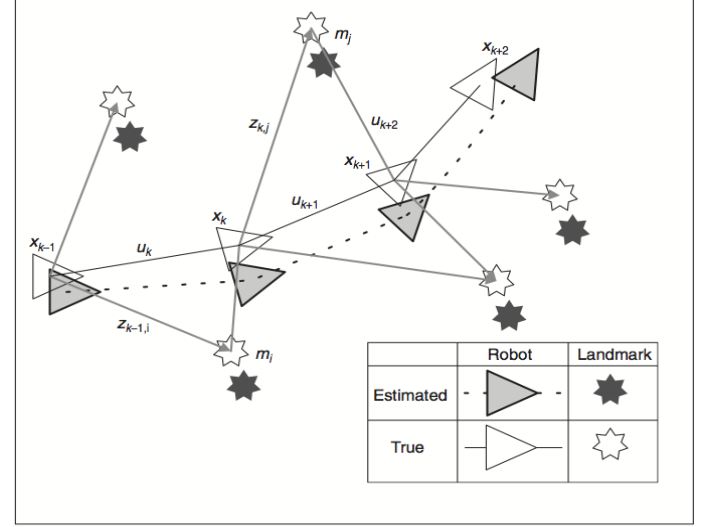 m_j
x_{k+2}
z_{k,j}
u_{k+2}
x_{k+1}
u_{k+1}
x_k
x_{k–1}
u_k
z_{k–1,i}
m_i
Robot Landmark
Estimated
True